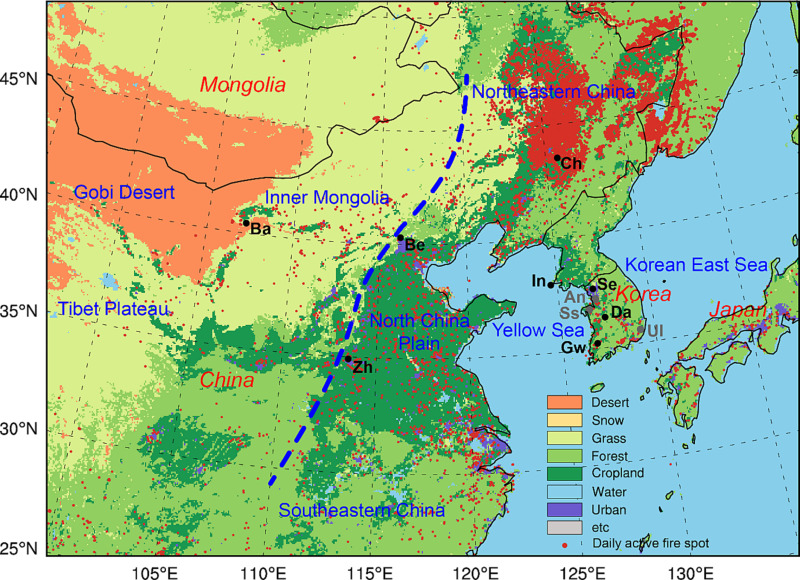 45°N
40°N
35°N
30°N
25°N
Mongolia
Northeastern China
Ch
Gobi Desert
Inner Mongolia
Ba
Be
Korean East Sea
In
Se
An
Korea
Tibet Plateau
Ss
Da
Japan
North China
Plain
Yellow Sea
Ul
Gw
Zh
China
Southeastern China
Desert
Snow
Grass
Forest
Cropland
Water
Urban
etc
Daily active fire spot
105°E
110°E
115°E
120°E
125°E
130°E
135°E